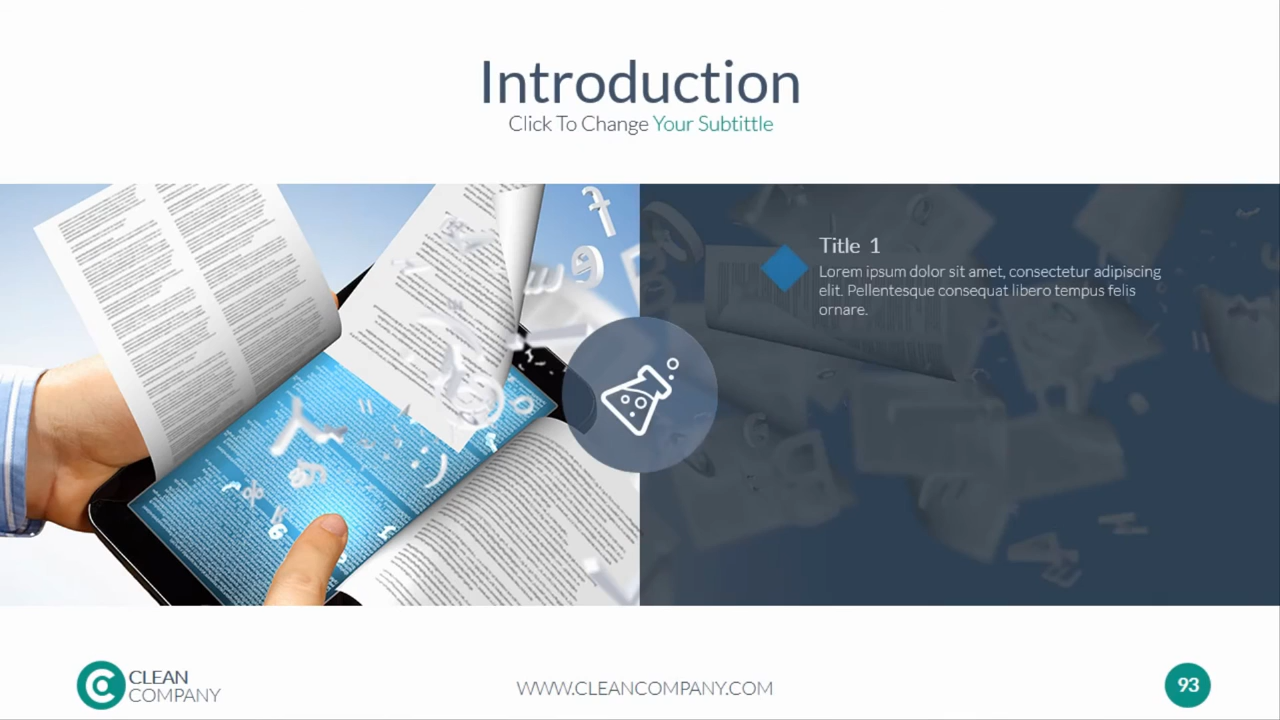 Introduction
Click To Change Your Subtittle
Title 1
Lorem ipsum dolor sit amet, consectetur adipiscing
elit. Pellentesque consequat libero tempus felis
ornare.
CLEAN
COMPANY
WWW.CLEANCOMPANY.COM
93